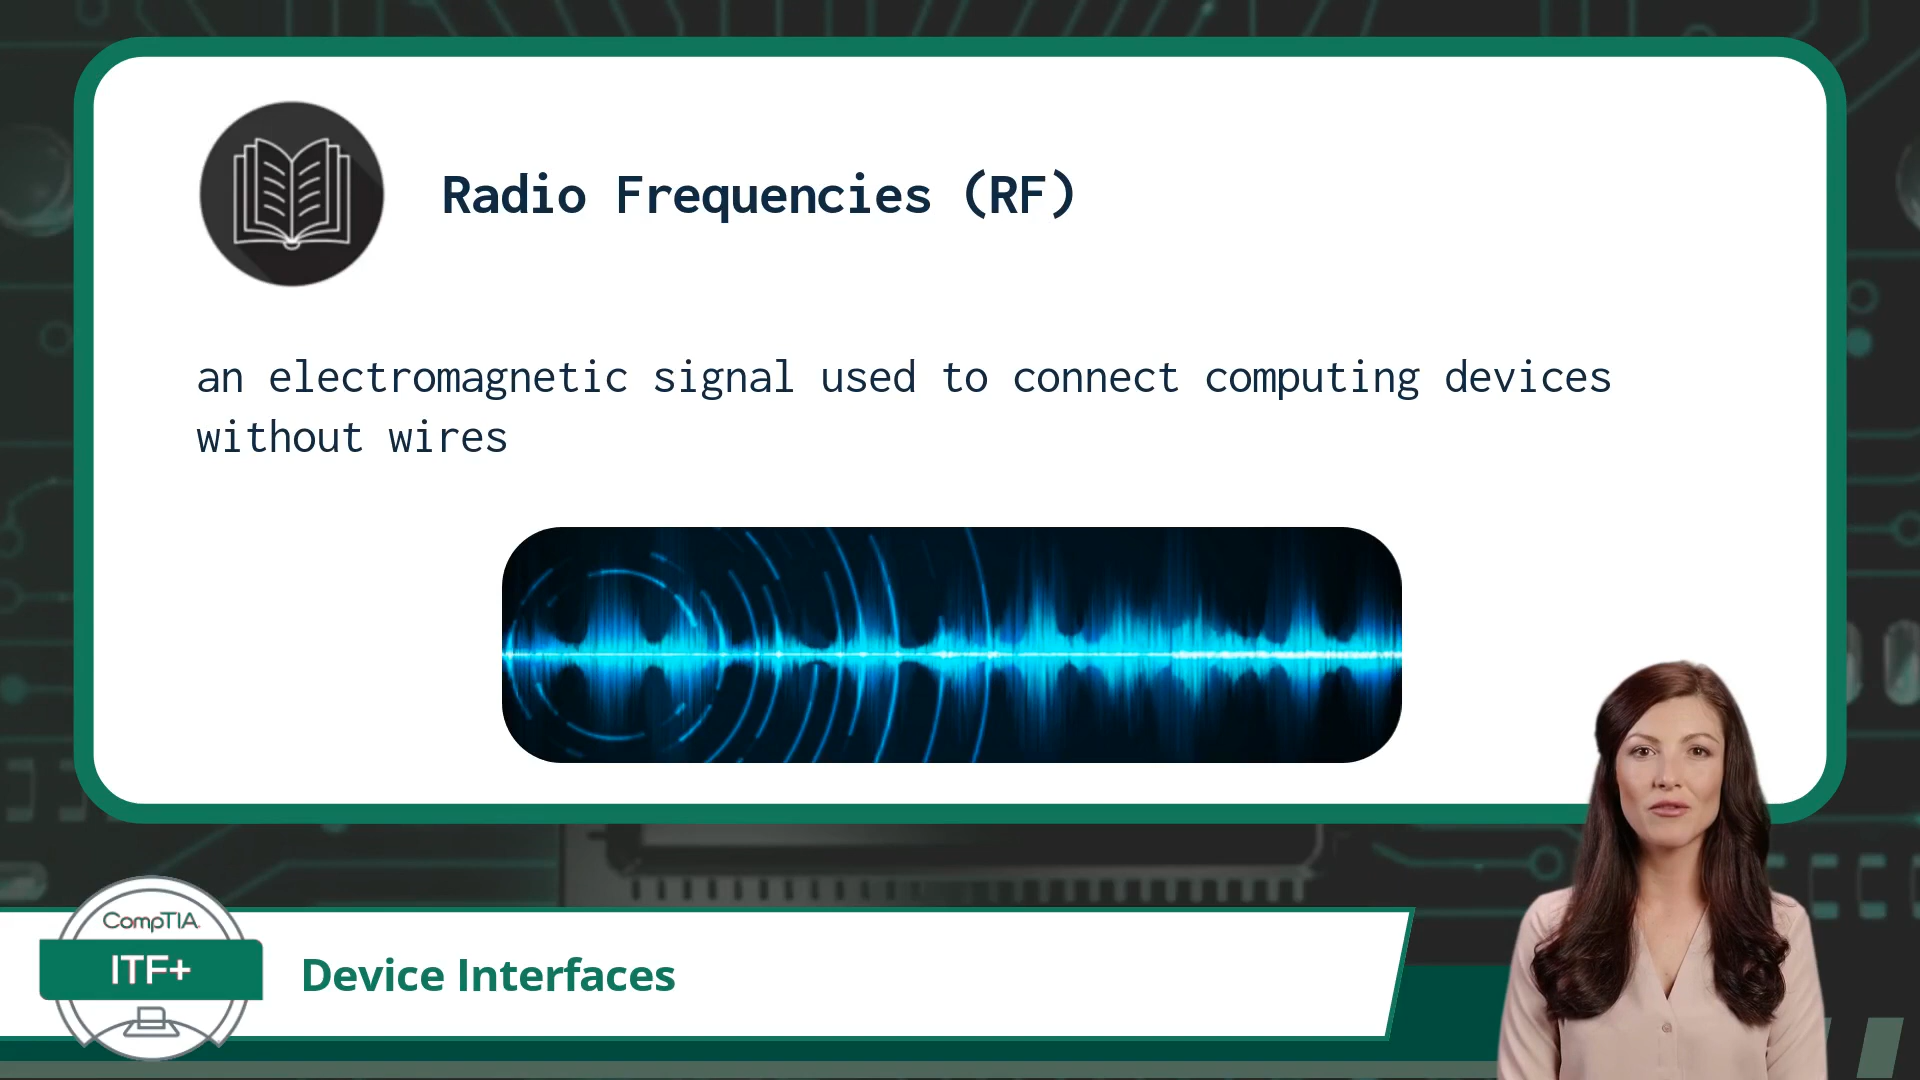 Radio Frequencies (RF)
an electromagnetic signal used to connect computing devices
without wires
CompTIA
ITF+
Device Interfaces